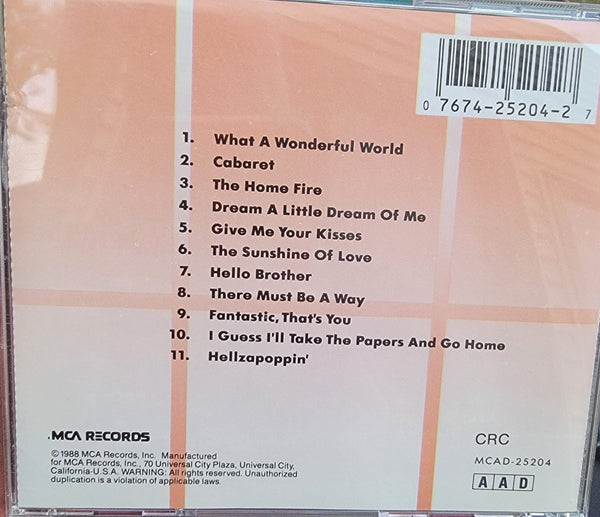 0 7674-25204-2 7
1. What A Wonderful World
2. Cabaret
3. The Home Fire
4. Dream A Little Dream Of Me
5. Give Me Your Kisses
6. The Sunshine Of Love
7. Hello Brother
8. There Must Be A Way
9. Fantastic, That's You
10. I Guess I'll Take The Papers And Go Home
11. Hellzapoppin'
.MCA RECORDS
©1988 MCA Records, Inc. Manufactured
for MCA Records, Inc., 70 Universal City Plaza, Universal City,
California-U.S.A. WARNING: All rights reserved. Unauthorized
duplication is a violation of applicable laws.
CRC
MCAD-25204
A A D